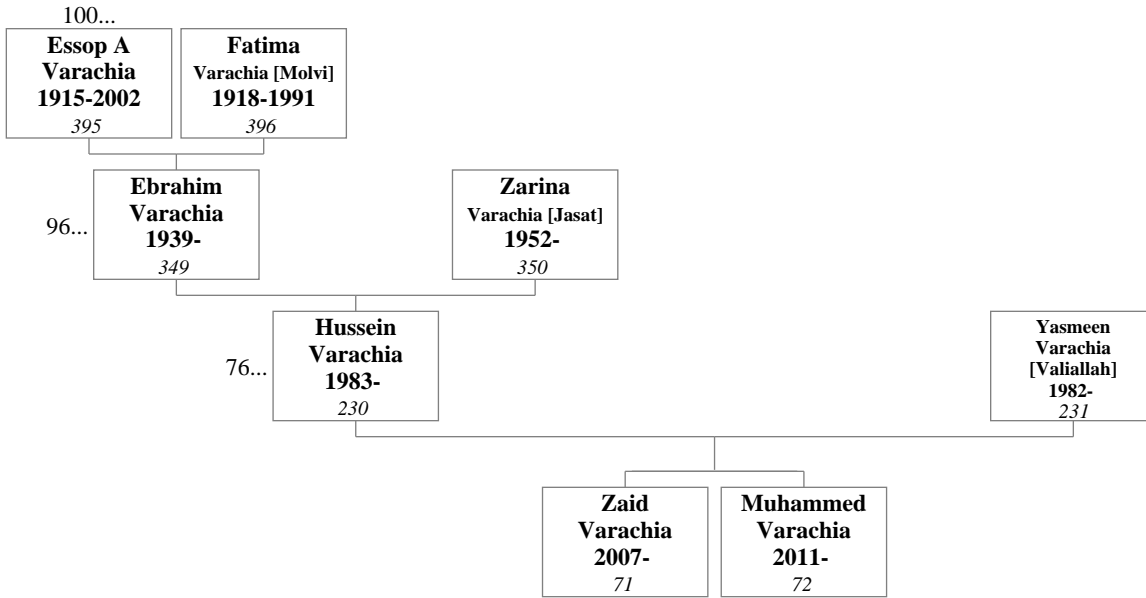 100...
Essop A
Varachia
1915-2002
395
Fatima
Varachia [Molvi]
1918-1991
396
96...
Ebrahim
Varachia
1939-
349
Zarina
Varachia [Jasat]
1952-
350
76...
Hussein
Varachia
1983-
230
Yasmeen
Varachia
[Valiallah]
1982-
231
Zaid
Varachia
2007-
71
Muhammed
Varachia
2011-
72